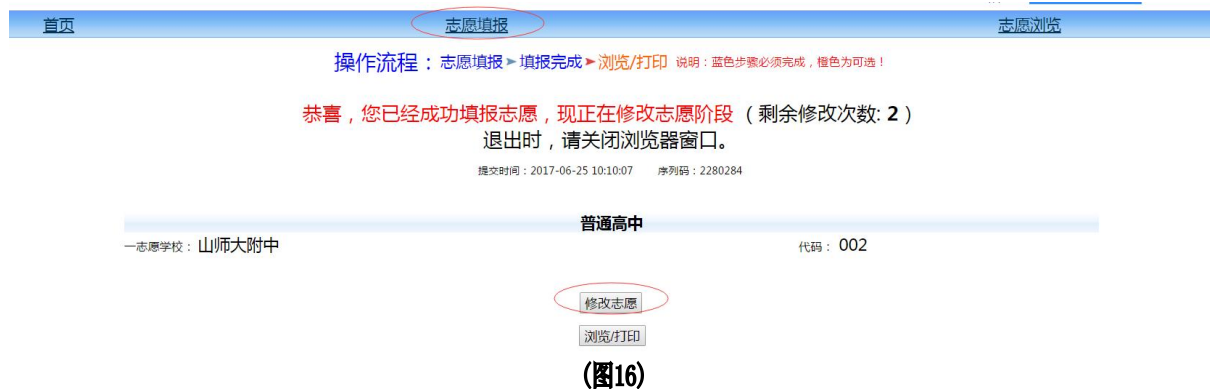 首页 志愿填报 志愿浏览
操作流程：志愿填报➤填报完成➤浏览/打印 说明：蓝色步骤必须完成，橙色为可选！
恭喜，您已经成功填报志愿，现正在修改志愿阶段（剩余修改次数: 2）
退出时，请关闭浏览器窗口。
提交时间：2017-06-25 10:10:07 序列码：2280284
普通高中
一志愿学校：山师大附中 代码：002
修改志愿
浏览/打印
(图16)